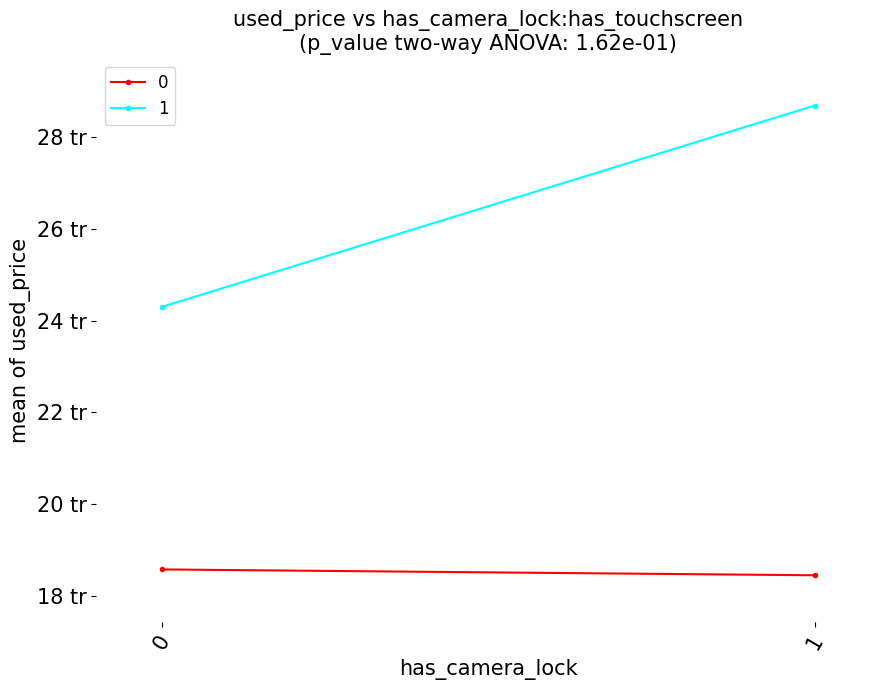 used_price vs has_camera_lock:has_touchscreen
(p_value two-way ANOVA: 1.62e-01)
0
1
28 tr
26 tr
24 tr
22 tr
20 tr
18 tr
mean of used_price
0
1
has_camera_lock